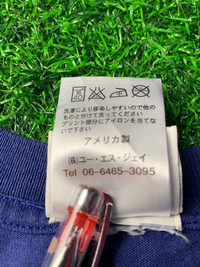 洗濯により移染しやすいので他の
ものと分けて洗ってください
プリント部分にアイロンを当てな
いで下さい
アメリカ製
㈱ユー・エス・ジェイ
Tel 06-6465-3095